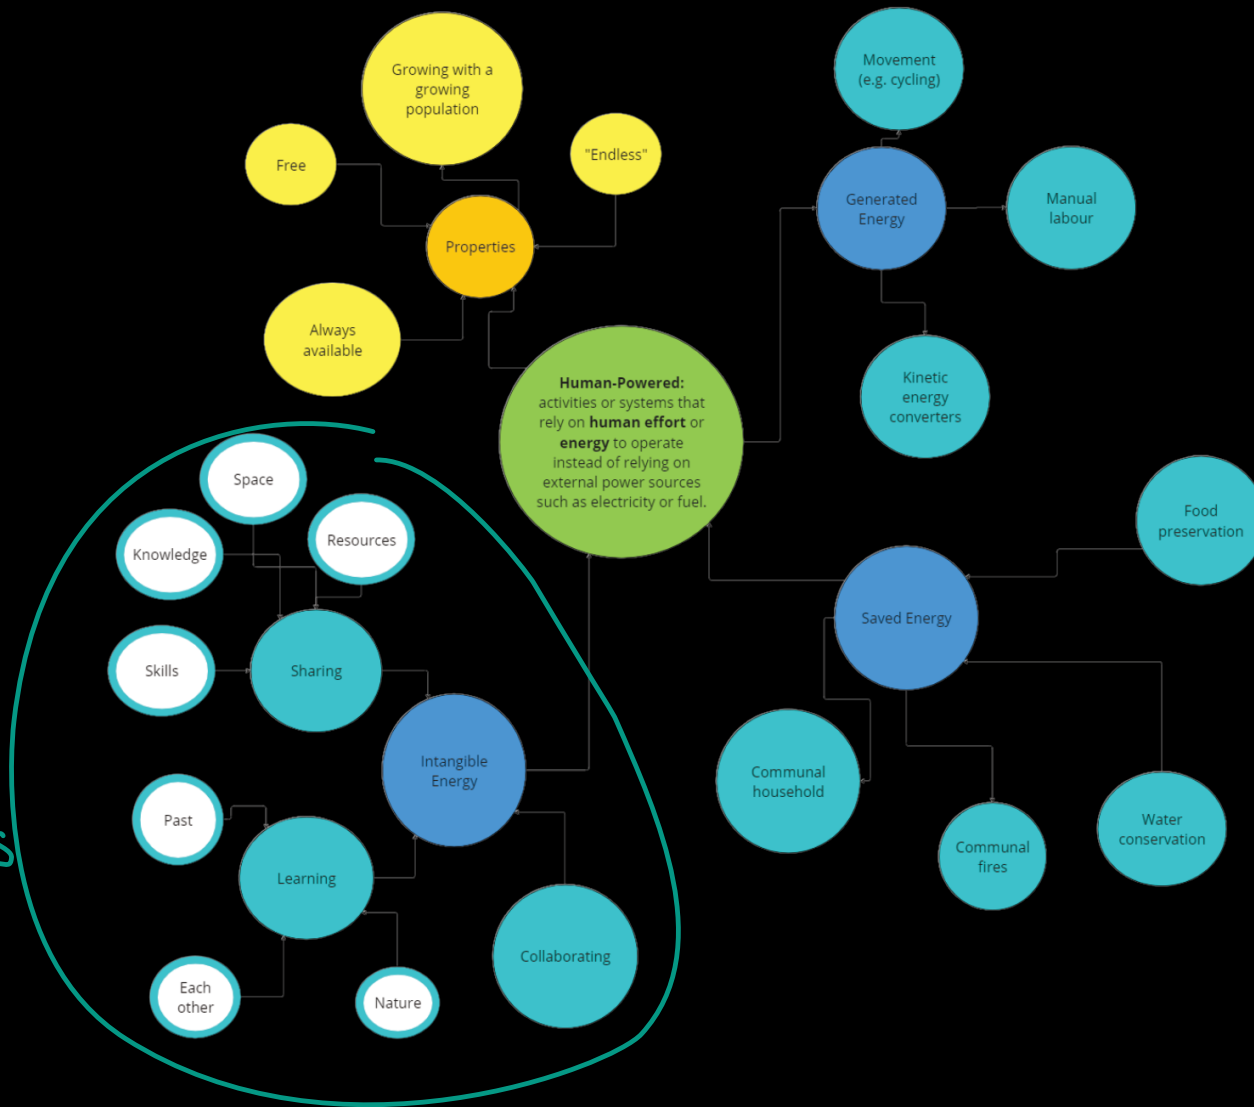 Growing with a
growing
population
Movement
(e.g. cycling)
Free
"Endless"
Properties
Generated
Energy
Manual
labour
Always
available
Human-Powered:
activities or systems that
rely on human effort or
energy to operate
instead of relying on
external power sources
such as electricity or fuel.
Kinetic
energy
converters
Space
Knowledge
Resources
Skills
Sharing
Intangible
Energy
Past
Learning
Each
other
Nature
Collaborating
Food
preservation
Saved Energy
Communal
household
Communal
fires
Water
conservation